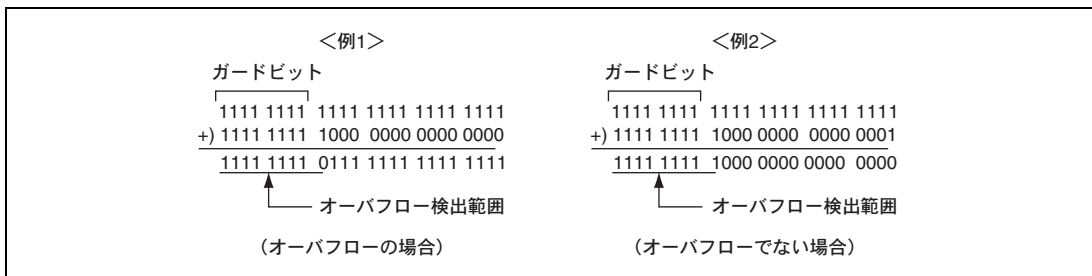 ＜例1＞
ガードビット
1111 1111 1111 1111 1111 1111
+) 1111 1111 1000 0000 0000 0000
1111 1111 0111 1111 1111 1111
オーバフロー検出範囲
（オーバフローの場合）
＜例2＞
ガードビット
1111 1111 1111 1111 1111 1111
+) 1111 1111 1000 0000 0000 0001
1111 1111 1000 0000 0000 0000
オーバフロー検出範囲
（オーバフローでない場合）